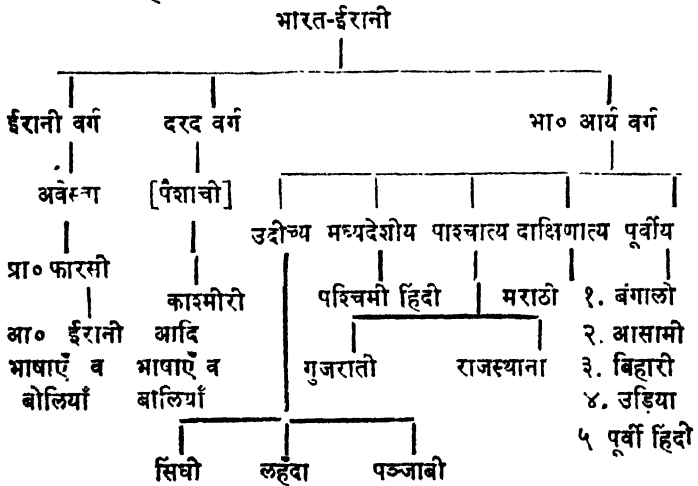 भारत-ईरानी
ईरानी वर्ग दरद वर्ग भा० आर्य वर्ग
अवेस्ता [पैशाची]
उदीच्य मध्यदेशीय पाश्चात्य दाक्षिणात्य पूर्वीय
प्रा० फारसी
काश्मीरी पश्चिमी हिंदी मराठी १. बंगालो
आ० ईरानी आदि २. आसामी
भाषाएँ व भाषाएँ व गुजराती राजस्थाना ३. बिहारी
बोलियाँ बालियाँ ४. उड़िया
५ पूर्वी हिंदी
सिंघी लहँदा पञ्जाबी